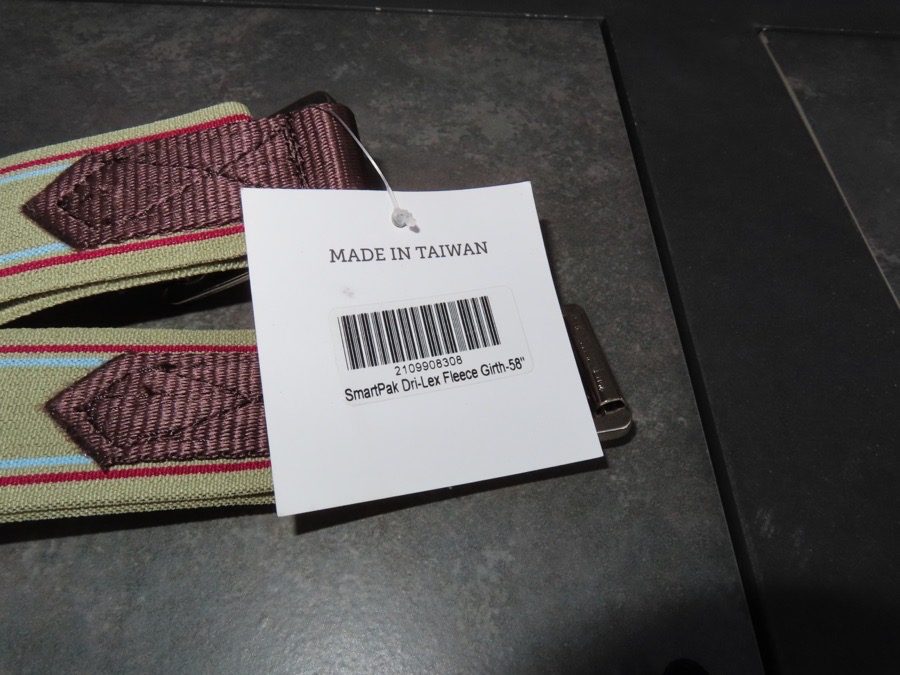 MADE IN TAIWAN
2109908308
SmartPak Dri-Lex Fleece Girth-58"